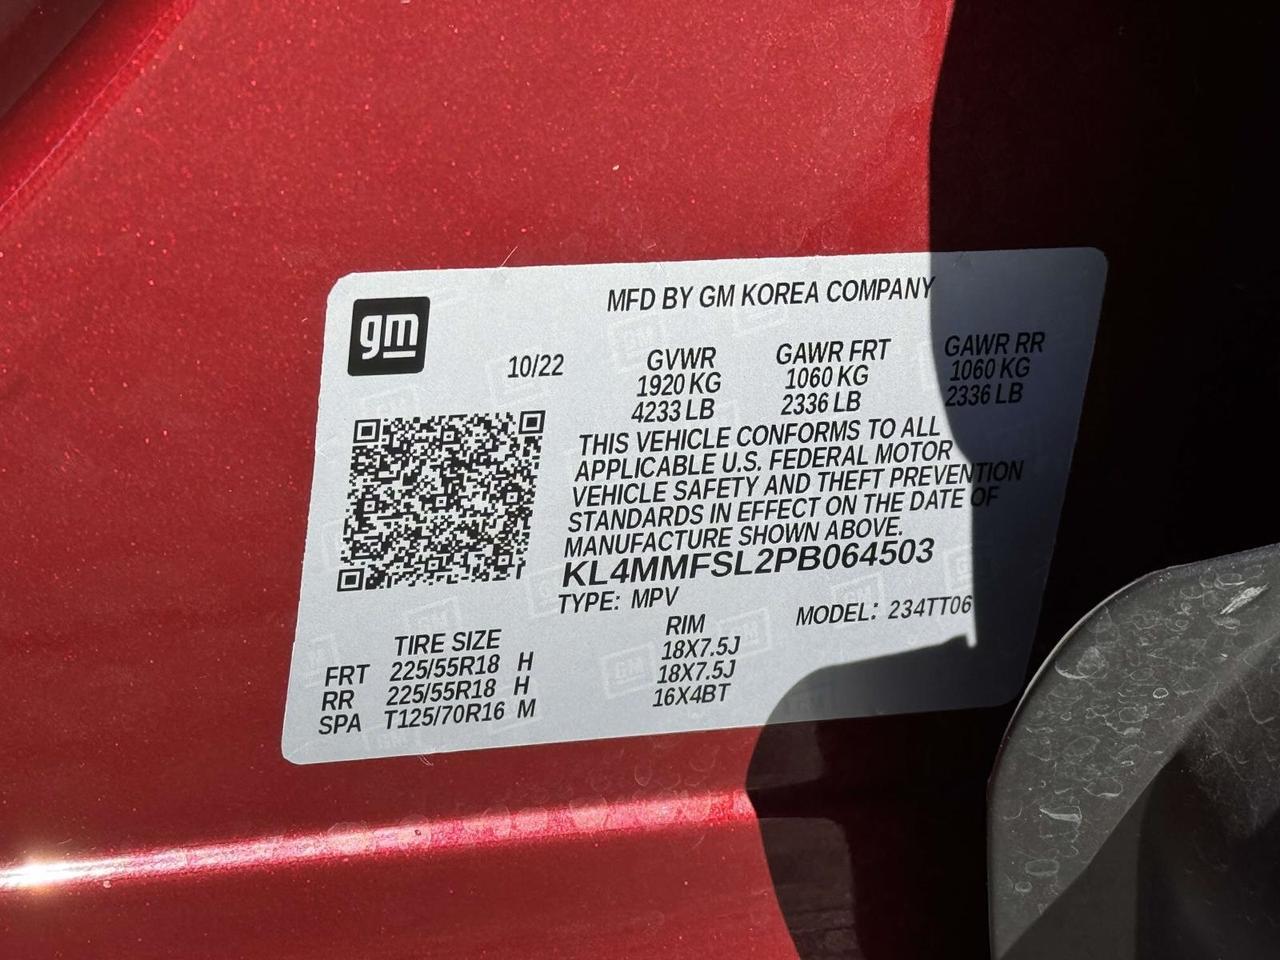 gm
MFD BY GM KOREA COMPANY
10/22 GVWR GAWR FRT GAWR RR
1920 KG 1060 KG 1060 KG
4233 LB 2336 LB 2336 LB
THIS VEHICLE CONFORMS TO ALL
APPLICABLE U.S. FEDERAL MOTOR
VEHICLE SAFETY AND THEFT PREVENTION
STANDARDS IN EFFECT ON THE DATE OF
MANUFACTURE SHOWN ABOVE.
KL4MMFSL2PB064503
TYPE: MPV MODEL: 234TT06
TIRE SIZE RIM
FRT 225/55R18 H 18X7.5J
RR 225/55R18 H 18X7.5J
SPA T125/70R16 M 16X4BT